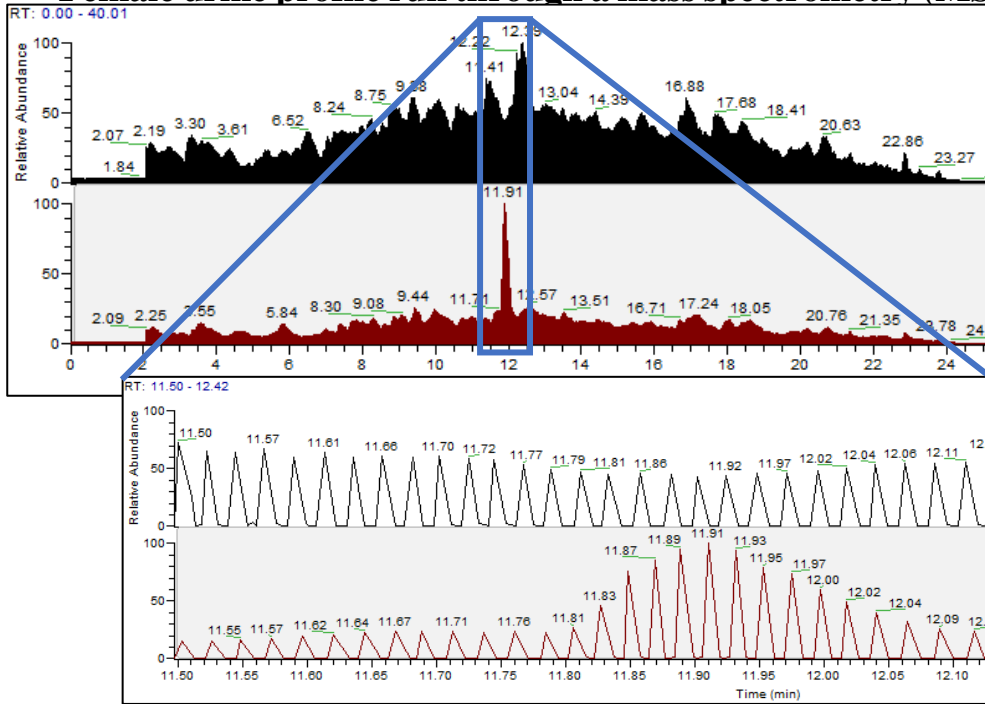 Female urine profile run through a mass spectrometry, (MS
RT: 0.00 - 40.01
Relative Abundance
100
50
0
1.84 2.07 2.19 3.30 3.61 6.52 8.24 8.75 11.41 12.22 12.39 13.04 14.39 16.88 17.68 18.41 20.63 22.86 23.27
100
50
0
2.09 2.25 5.84 8.30 9.08 9.44 11.71 11.91 13.51 16.71 17.24 18.05 20.76 21.35 24.
0 2 4 6 8 10 12 14 16 18 20 22 24
RT: 11.50 - 12.42
Relative Abundance
100
50
0
11.50 11.57 11.61 11.66 11.70 11.72 11.77 11.79 11.81 11.86 11.92 11.97 12.02 12.04 12.06 12.11 12.
100
50
0
11.55 11.57 11.62 11.64 11.67 11.71 11.76 11.81 11.83 11.87 11.89 11.91 11.93 11.95 11.97 12.00 12.02 12.04 12.09 12.
11.50 11.55 11.60 11.65 11.70 11.75 11.80 11.85 11.90 11.95 12.00 12.05 12.10
Time (min)